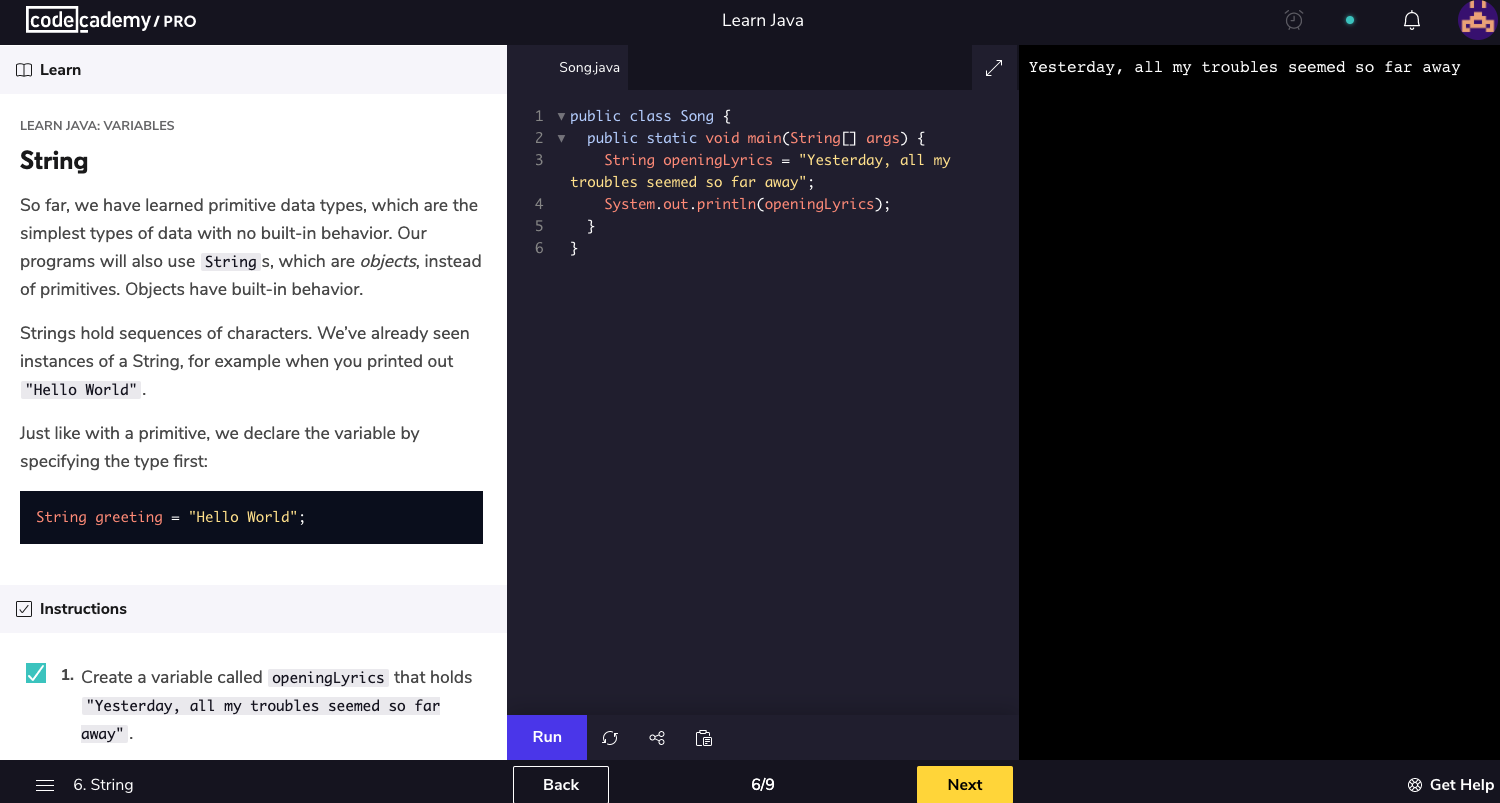 codecademy/PRO
Learn Java
Learn
LEARN JAVA: VARIABLES
String
So far, we have learned primitive data types, which are the
simplest types of data with no built-in behavior. Our
programs will also use Strings, which are objects, instead
of primitives. Objects have built-in behavior.
Strings hold sequences of characters. We’ve already seen
instances of a String, for example when you printed out
"Hello World".
Just like with a primitive, we declare the variable by
specifying the type first:
String greeting = "Hello World";
Instructions
1. Create a variable called openingLyrics that holds
"Yesterday, all my troubles seemed so far
away".
Song.java
1 public class Song {
2 public static void main(String[] args) {
3 String openingLyrics = "Yesterday, all my
troubles seemed so far away";
4 System.out.println(openingLyrics);
5 }
6 }
Run
Yesterday, all my troubles seemed so far away
6. String
Back
6/9
Next
Get Help